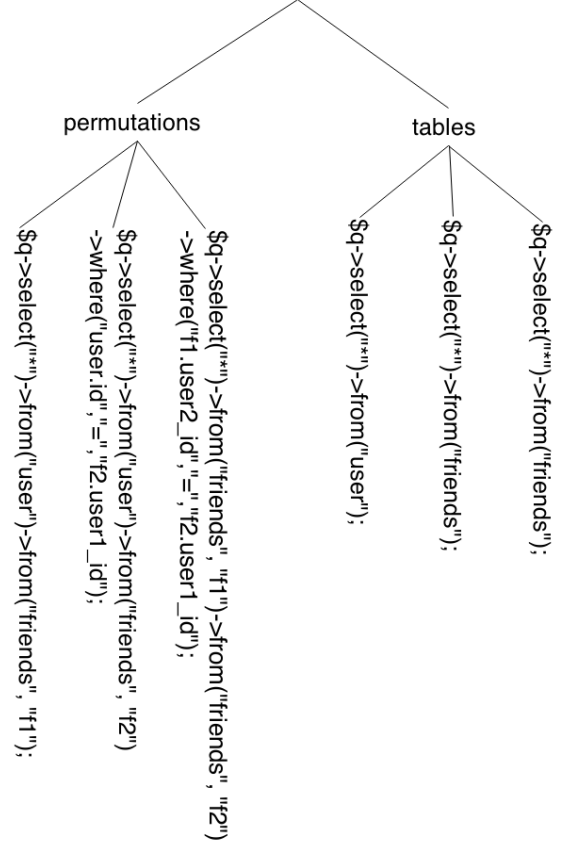 permutations
tables
$q->select("*")->from("user")->from("friends", "f1");
$q->select("*")->from("user")->from("friends", "f2")
->where("user.id","=","f2.user1_id");
$q->select("*")->from("friends", "f1")->from("friends", "f2")
->where("f1.user2_id","=","f2.user1_id");
$q->select("*")->from("user");
$q->select("*")->from("friends");
$q->select("*")->from("friends");